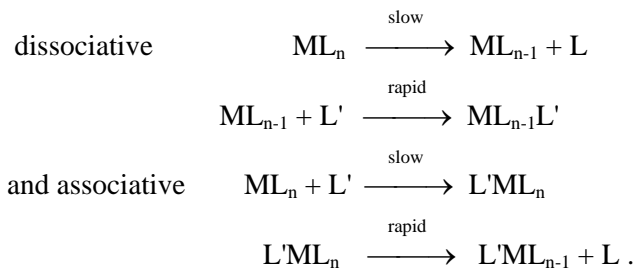 slow
dissociative ML_n ⟶ ML_{n-1} + L
rapid
ML_{n-1} + L' ⟶ ML_{n-1}L'
slow
and associative ML_n + L' ⟶ L'ML_n
rapid
L'ML_n ⟶ L'ML_{n-1} + L .